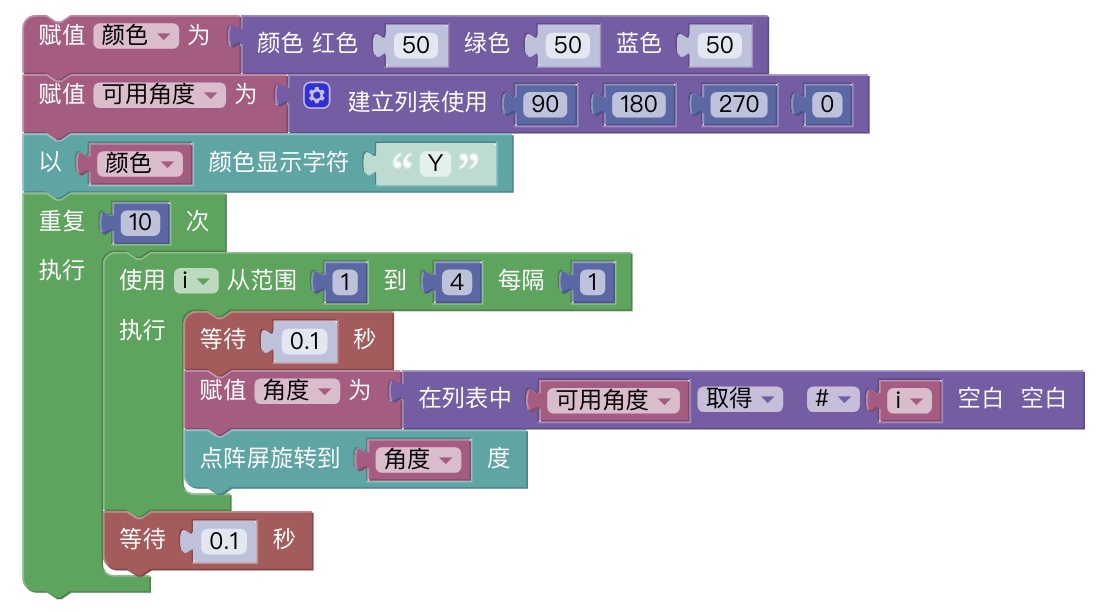 赋值 颜色 为 颜色 红色 50 绿色 50 蓝色 50
赋值 可用角度 为 建立列表使用 90 180 270 0
以 颜色 颜色显示字符 “ Y ”
重复 10 次
执行 使用 i 从范围 1 到 4 每隔 1
执行 等待 0.1 秒
赋值 角度 为 在列表中 可用角度 取得 # i 空白 空白
点阵屏旋转到 角度 度
等待 0.1 秒